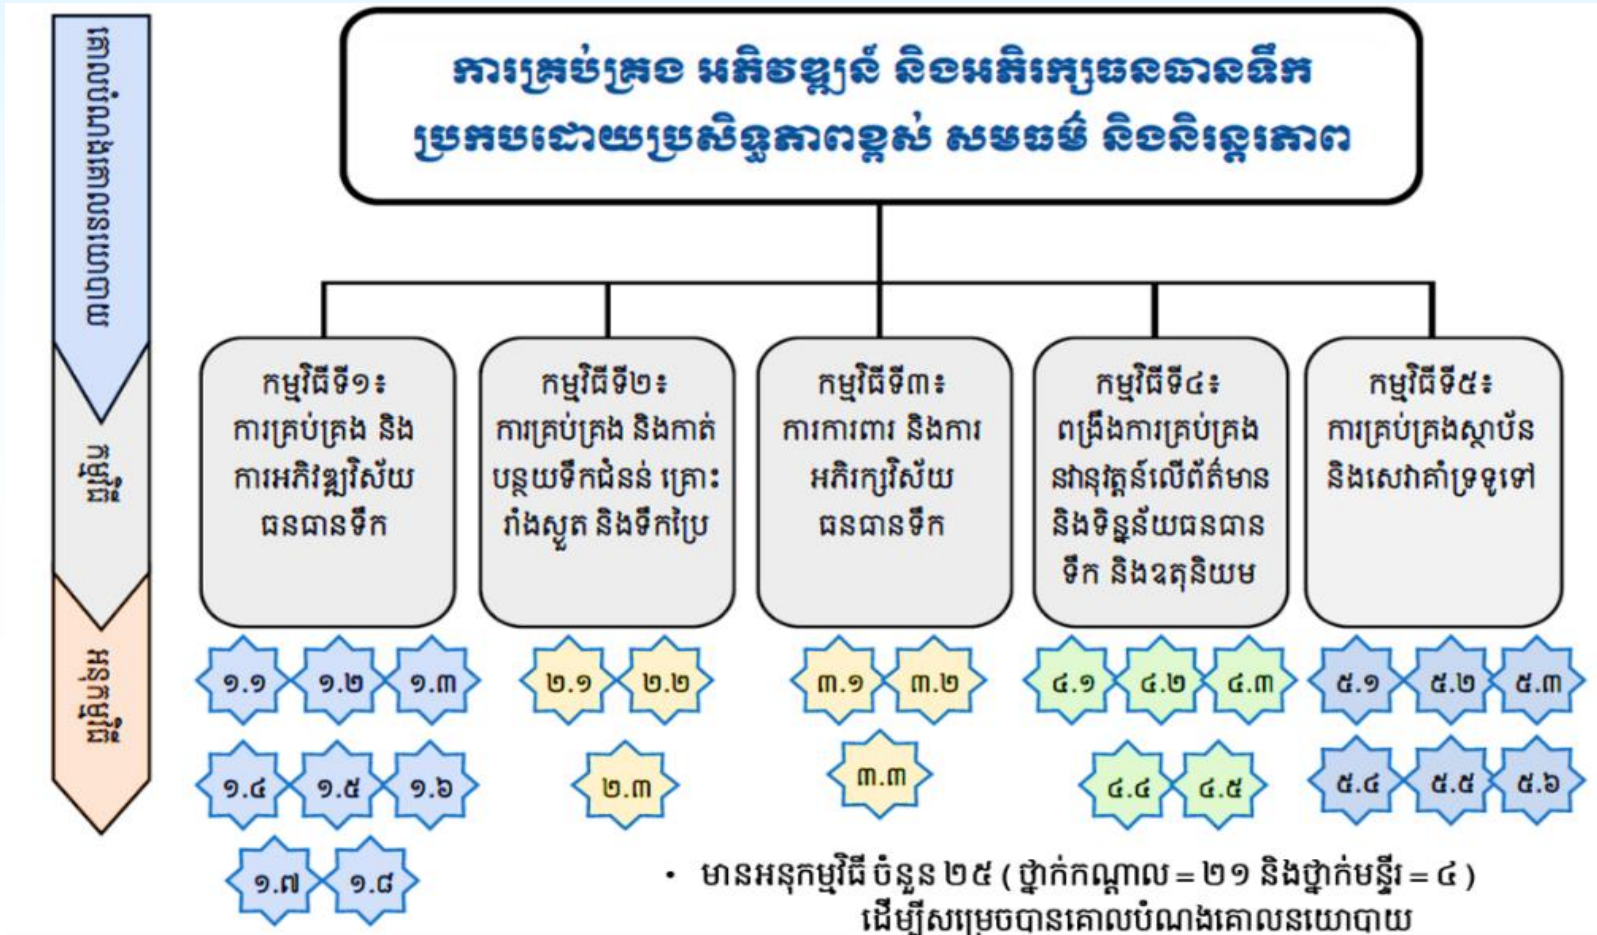 គោលបំណងគោលនយោបាយ
កម្មវិធី
អនុកម្មវិធី
ការគ្រប់គ្រង អភិវឌ្ឍន៍ និងអភិរក្សធនធានទឹក
ប្រកបដោយប្រសិទ្ធភាពខ្ពស់ សមធម៌ និងនិរន្តរភាព
កម្មវិធីទី១៖
ការគ្រប់គ្រង និង
ការអភិវឌ្ឍវិស័យ
ធនធានទឹក
កម្មវិធីទី២៖
ការគ្រប់គ្រង និងកាត់
បន្ថយទឹកជំនន់ គ្រោះ
រាំងស្ងួត និងទឹកប្រៃ
កម្មវិធីទី៣៖
ការការពារ និងការ
អភិរក្សវិស័យ
ធនធានទឹក
កម្មវិធីទី៤៖
ពង្រឹងការគ្រប់គ្រង
នវានុវត្តន៍លើព័ត៌មាន
និងទិន្នន័យធនធាន
ទឹក និងឧតុនិយម
កម្មវិធីទី៥៖
ការគ្រប់គ្រងស្ថាប័ន
និងសេវាគាំទ្រទូទៅ
១.១ ១.២ ១.៣
១.៤ ១.៥ ១.៦
១.៧ ១.៨
២.១ ២.២
២.៣
៣.១ ៣.២
៣.៣
៤.១ ៤.២ ៤.៣
៤.៤ ៤.៥
៥.១ ៥.២ ៥.៣
៥.៤ ៥.៥ ៥.៦
• មានអនុកម្មវិធី ចំនួន ២៥ ( ថ្នាក់កណ្តាល = ២១ និងថ្នាក់មន្ទីរ = ៤ )
ដើម្បីសម្រេចបានគោលបំណងគោលនយោបាយ